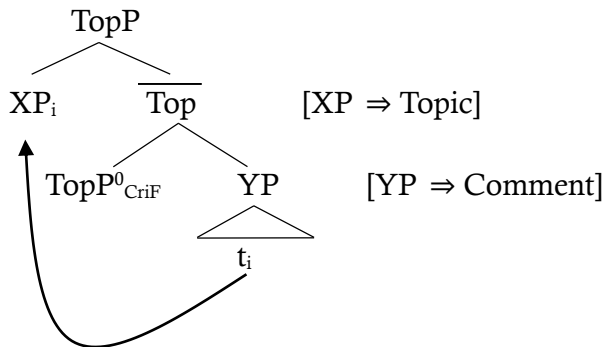 TopP
XPᵢ Top [XP ⇒ Topic]
TopP⁰CriF YP [YP ⇒ Comment]
tᵢ